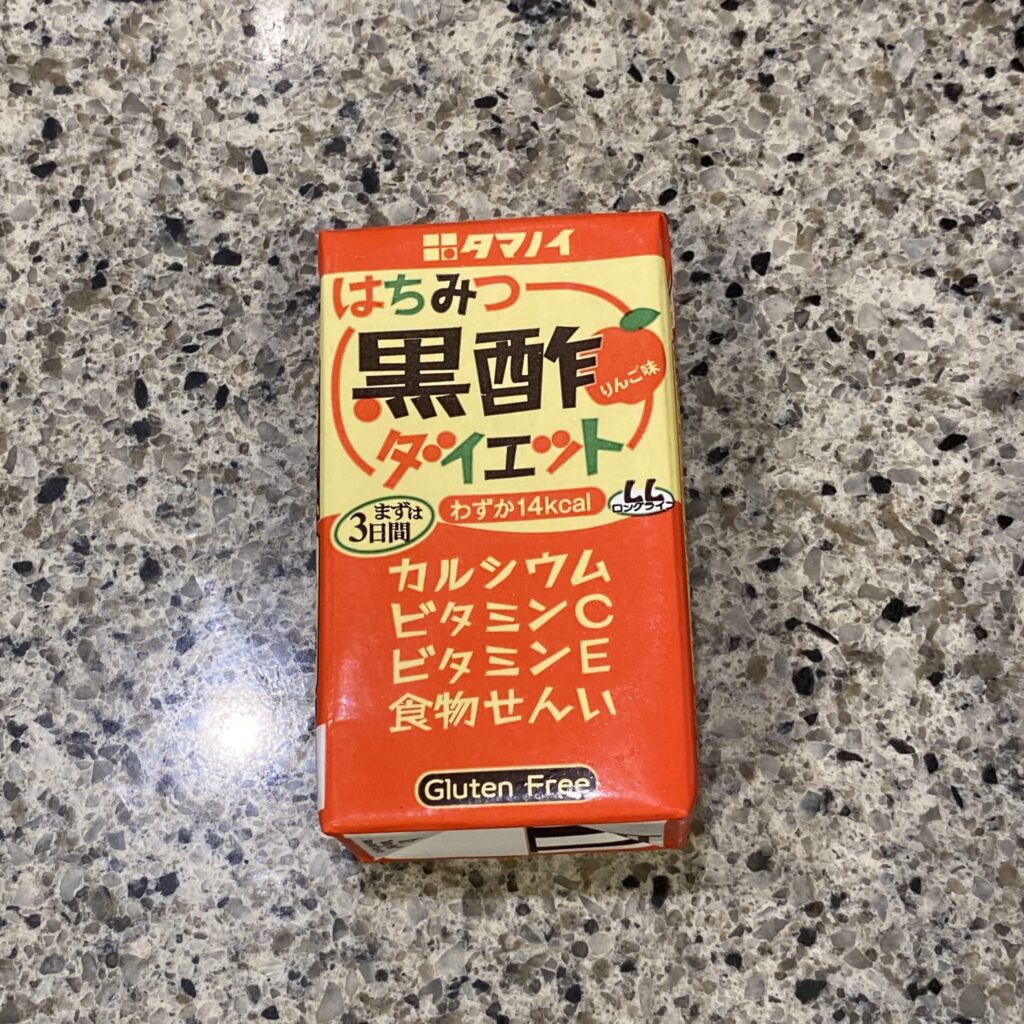 タマノイ
はちみつ
黒酢
りんご味
ダイエット
まずは
3日間
わずか14kcal
LL
ロングライフ
カルシウム
ビタミンC
ビタミンE
食物せんい
Gluten Free